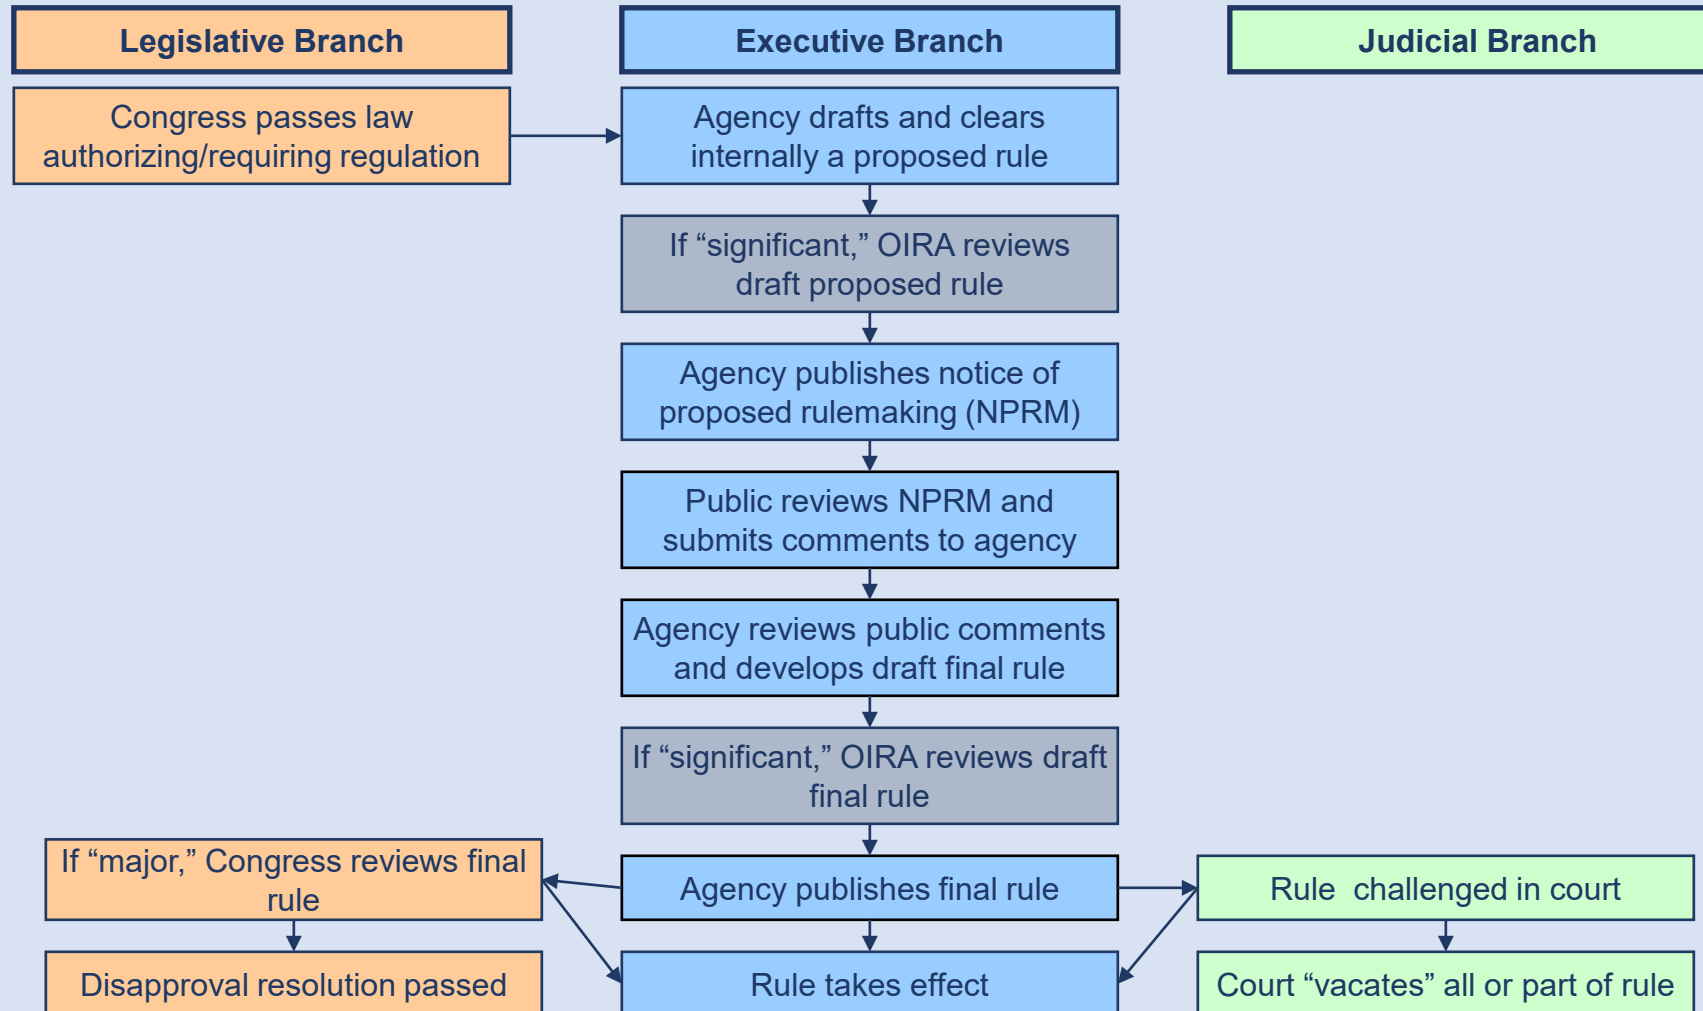 Legislative Branch
Executive Branch
Judicial Branch
Congress passes law
authorizing/requiring regulation
Agency drafts and clears
internally a proposed rule
If “significant,” OIRA reviews
draft proposed rule
Agency publishes notice of
proposed rulemaking (NPRM)
Public reviews NPRM and
submits comments to agency
Agency reviews public comments
and develops draft final rule
If “significant,” OIRA reviews draft
final rule
If “major,” Congress reviews final
rule
Agency publishes final rule
Rule challenged in court
Disapproval resolution passed
Rule takes effect
Court “vacates” all or part of rule